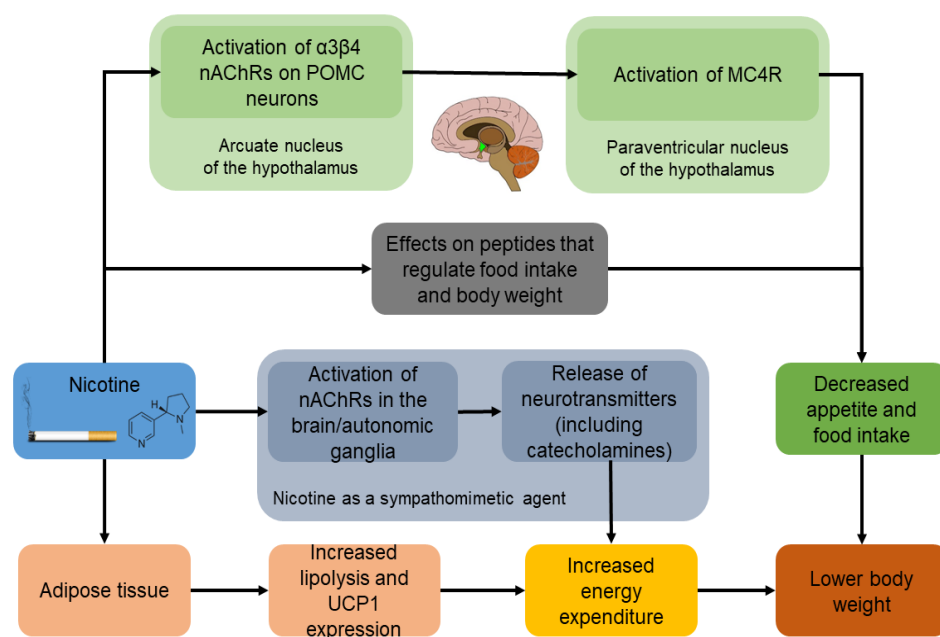 Activation of α3β4
nAChRs on POMC
neurons
Arcuate nucleus
of the hypothalamus
Activation of MC4R
Paraventricular nucleus
of the hypothalamus
Effects on peptides that
regulate food intake
and body weight
Nicotine
H
N
N
Activation of
nAChRs in the
brain/autonomic
ganglia
Release of
neurotransmitters
(including
catecholamines)
Nicotine as a sympathomimetic agent
Decreased
appetite and
food intake
Adipose tissue
Increased
lipolysis and
UCP1
expression
Increased
energy
expenditure
Lower body
weight